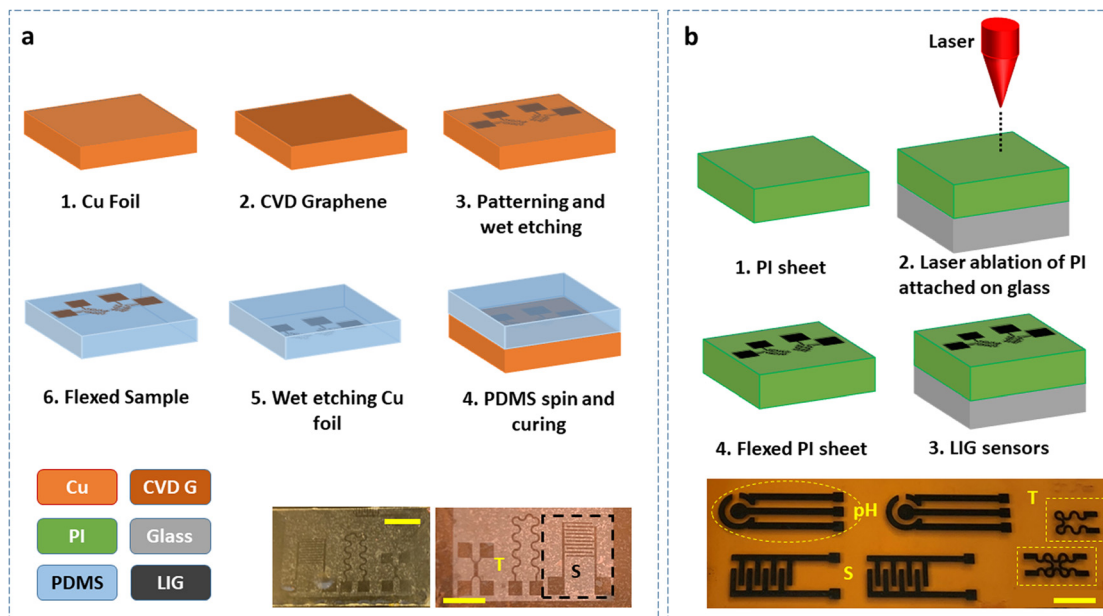 a
1. Cu Foil
2. CVD Graphene
3. Patterning and
wet etching
6. Flexed Sample
5. Wet etching Cu
foil
4. PDMS spin and
curing
Cu
CVD G
PI
Glass
PDMS
LIG
T
S
b
Laser
1. PI sheet
2. Laser ablation of PI
attached on glass
4. Flexed PI sheet
3. LIG sensors
pH
T
S